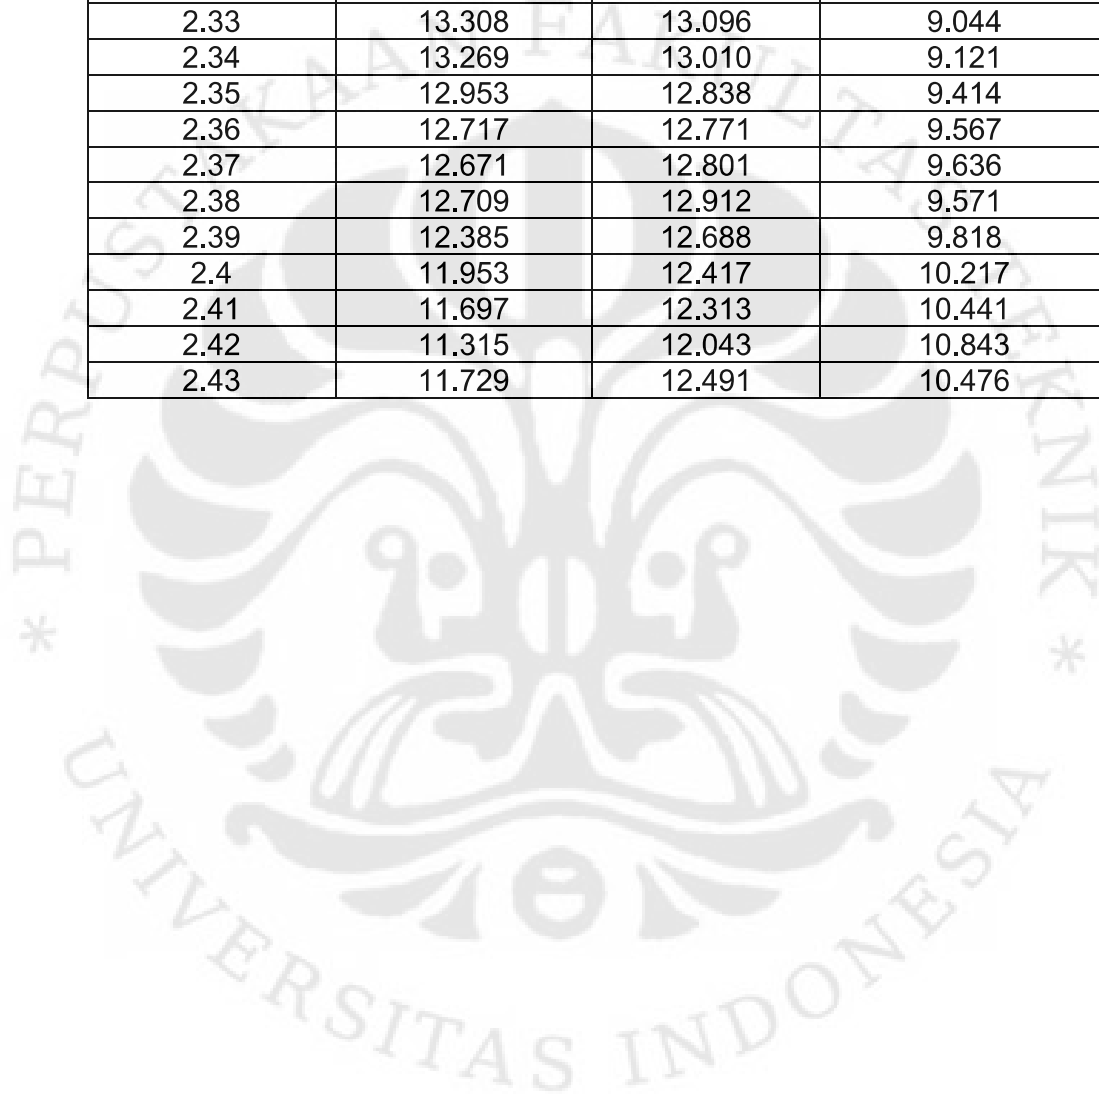 2.33 13.308 13.096 9.044
2.34 13.269 13.010 9.121
2.35 12.953 12.838 9.414
2.36 12.717 12.771 9.567
2.37 12.671 12.801 9.636
2.38 12.709 12.912 9.571
2.39 12.385 12.688 9.818
2.4 11.953 12.417 10.217
2.41 11.697 12.313 10.441
2.42 11.315 12.043 10.843
2.43 11.729 12.491 10.476
* PERPUSTAKAAN FAKULTAS TEKNIK *
UNIVERSITAS INDONESIA